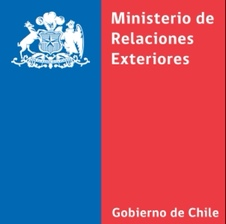 Ministerio de
Relaciones
Exteriores
Gobierno de Chile